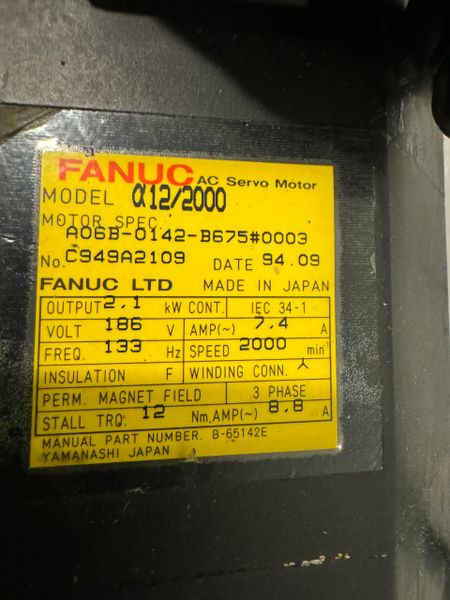 FANUC AC Servo Motor
MODEL α12/2000
MOTOR SPEC.
A06B-0142-B675#0003
No. C949A2109 DATE 94.09
FANUC LTD MADE IN JAPAN
OUTPUT 2.1 kW CONT. IEC 34-1
VOLT 186 V AMP(~) 7.4 A
FREQ. 133 Hz SPEED 2000 min⁻¹
INSULATION F WINDING CONN.
PERM. MAGNET FIELD 3 PHASE
STALL TRQ. 12 Nm, AMP(~) 8.8 A
MANUAL PART NUMBER. B-65142E
YAMANASHI JAPAN